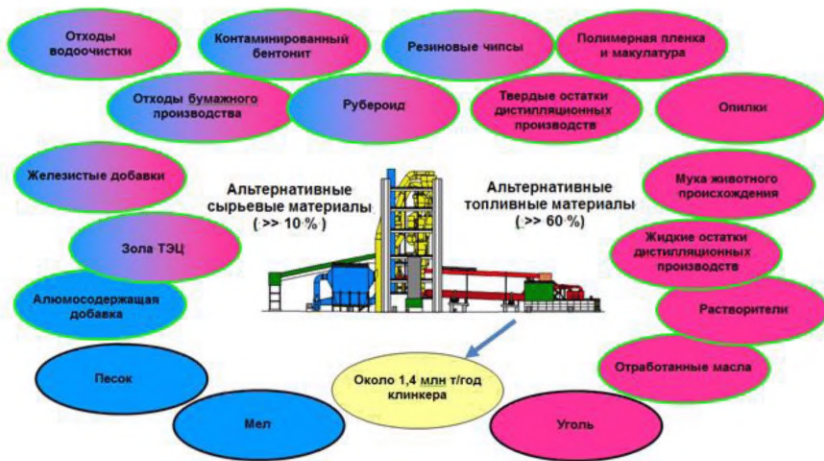 Отходы
водоочистки
Контаминированный
бентонит
Резиновые чипсы
Полимерная пленка
и макулатура
Отходы бумажного
производства
Рубероид
Твердые остатки
дистилляционных
производств
Опилки
Железистые добавки
Альтернативные
сырьевые материалы
( >> 10 % )
Альтернативные
топливные материалы
( >> 60 %)
Мука животного
происхождения
Зола ТЭЦ
Жидкие остатки
дистилляционных
производств
Алюмосодержащая
добавка
Растворители
Песок
Около 1,4 млн т/год
клинкера
Отработанные масла
Мел
Уголь